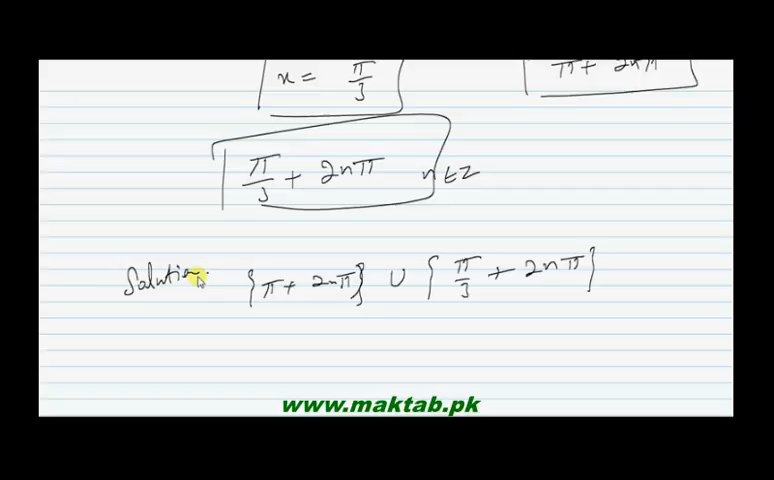 x = π/3
π + 2nπ
π/3 + 2nπ n ∈ Z
Solution: {π + 2nπ} ∪ {π/3 + 2nπ}
www.maktab.pk